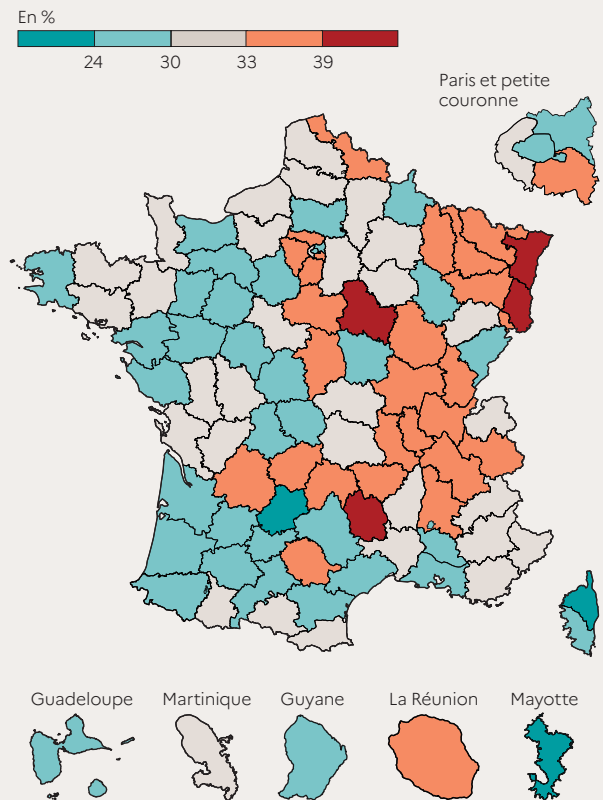 En %
24 30 33 39
Paris et petite
couronne
Guadeloupe Martinique Guyane La Réunion Mayotte